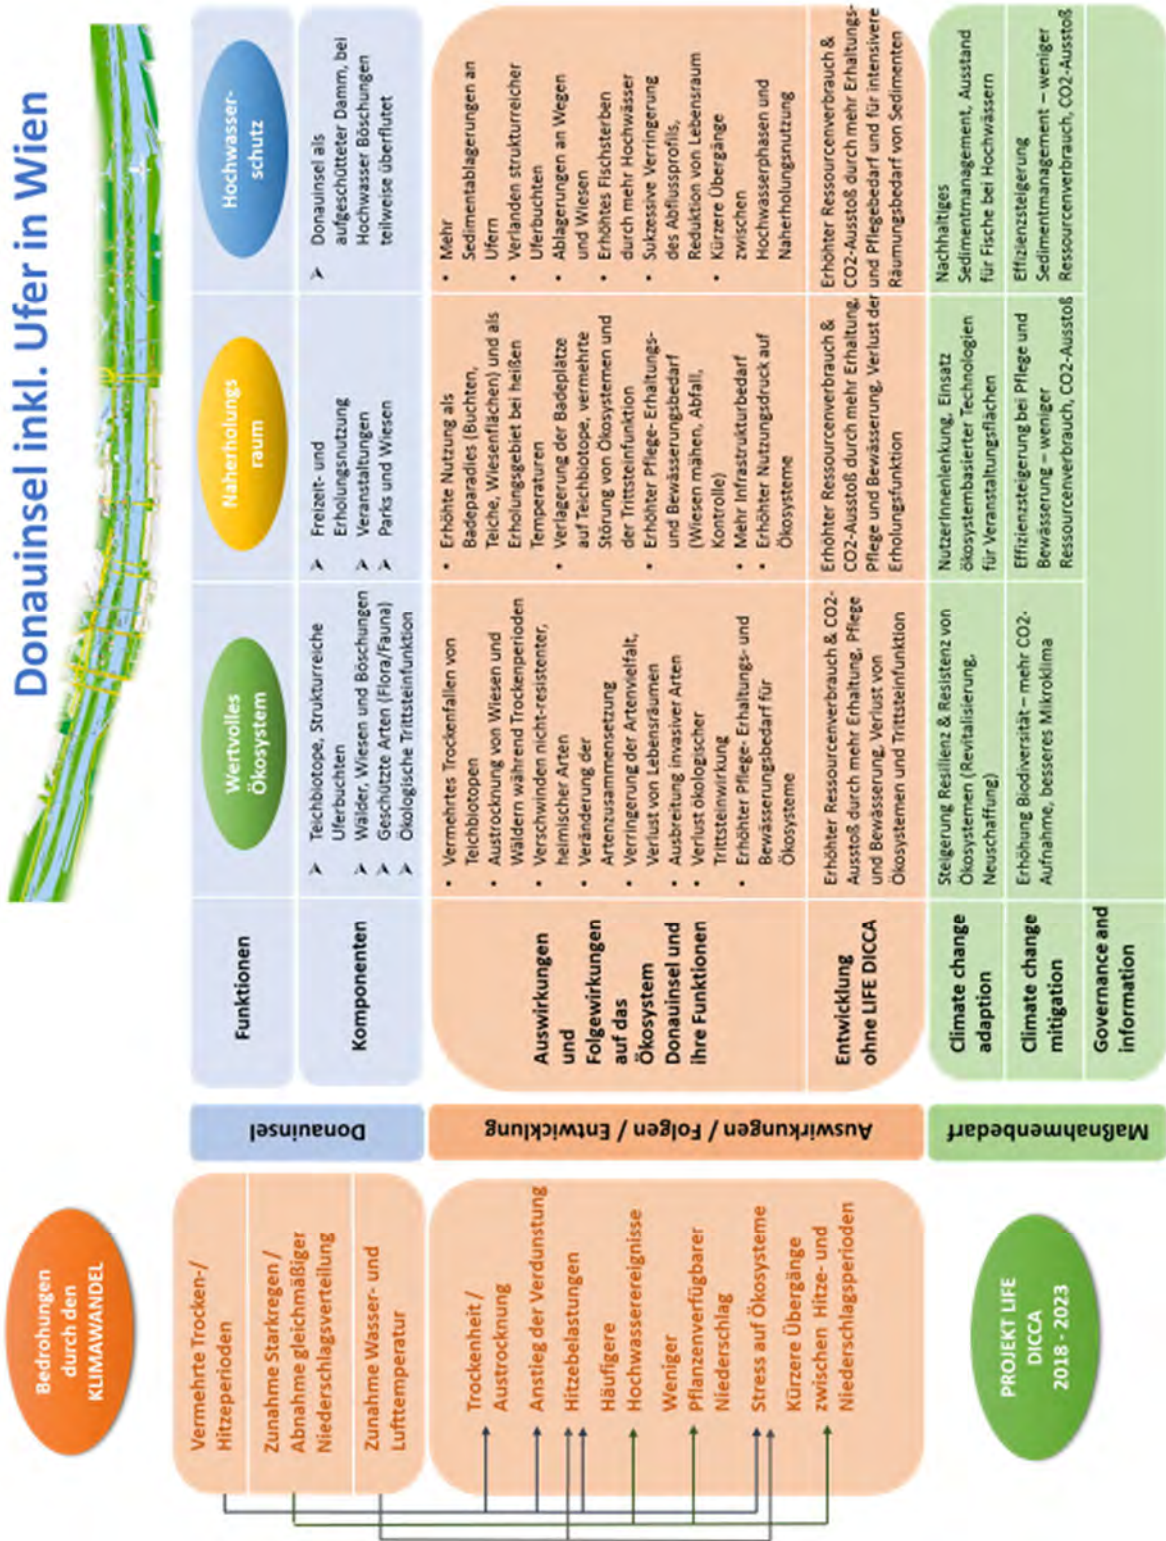 Donauinsel inkl. Ufer in Wien
Bedrohungen
durch den
KLIMAWANDEL
Vermehrte Trocken-/
Hitzeperioden
Zunahme Starkregen /
Abnahme gleichmäßiger
Niederschlagsverteilung
Zunahme Wasser- und
Lufttemperatur
Trockenheit /
Austrocknung
Anstieg der Verdunstung
Hitzebelastungen
Häufigere
Hochwasserereignisse
Weniger
Pflanzenverfügbarer
Niederschlag
Stress auf Ökosysteme
Kürzere Übergänge
zwischen Hitze- und
Niederschlagsperioden
PROJEKT LIFE
DICCA
2018 - 2023
Donauinsel
Funktionen
Wertvolles
Ökosystem
Naherholungs
raum
Hochwasser-
schutz
Komponenten
➤ Teichbiotope, Strukturreiche
Uferbuchten
➤ Wälder, Wiesen und Böschungen
➤ Geschützte Arten (Flora/Fauna)
➤ Ökologische Trittsteinfunktion
➤ Freizeit- und
Erholungsnutzung
➤ Veranstaltungen
➤ Parks und Wiesen
➤ Donauinsel als
aufgeschütteter Damm, bei
Hochwasser Böschungen
teilweise überflutet
Auswirkungen / Folgen / Entwicklung
Auswirkungen
und
Folgewirkungen
auf das
Ökosystem
Donauinsel und
ihre Funktionen
• Vermehrtes Trockenfallen von
Teichbiotopen
• Austrocknung von Wiesen und
Wäldern während Trockenperioden
• Verschwinden nicht-resistenter,
heimischer Arten
• Veränderung der
Artenzusammensetzung
• Verringerung der Artenvielfalt,
Verlust von Lebensräumen
• Ausbreitung invasiver Arten
• Verlust ökologischer
Trittsteinwirkung
• Erhöhter Pflege- Erhaltungs- und
Bewässerungsbedarf für
Ökosysteme
• Erhöhte Nutzung als
Badeparadies (Buchten,
Teiche, Wiesenflächen) und als
Erholungsgebiet bei heißen
Temperaturen
• Verlagerung der Badeplätze
auf Teichbiotope, vermehrte
Störung von Ökosystemen und
der Trittsteinfunktion
• Erhöhter Pflege- Erhaltungs-
und Bewässerungsbedarf
(Wiesen mähen, Abfall,
Kontrolle)
• Mehr Infrastrukturbedarf
• Erhöhter Nutzungsdruck auf
Ökosysteme
• Mehr
Sedimentablagerungen an
Ufern
• Verlanden strukturreicher
Uferbuchten
• Ablagerungen an Wegen
und Wiesen
• Erhöhtes Fischsterben
durch mehr Hochwässer
• Sukzessive Verringerung
des Abflussprofils,
Reduktion von Lebensraum
• Kürzere Übergänge
zwischen
Hochwasserphasen und
Naherholungsnutzung
Entwicklung
ohne LIFE DICCA
Erhöhter Ressourcenverbrauch & CO2-
Ausstoß durch mehr Erhaltung, Pflege
und Bewässerung, Verlust von
Ökosystemen und Trittsteinfunktion
Erhöhter Ressourcenverbrauch &
CO2-Ausstoß durch mehr Erhaltung,
Pflege und Bewässerung, Verlust der
Erholungsfunktion
Erhöhter Ressourcenverbrauch &
CO2-Ausstoß durch mehr Erhaltungs-
und Pflegebedarf und für intensivere
Räumungsbedarf von Sedimenten
Maßnahmenbedarf
Climate change
adaption
Steigerung Resilienz & Resistenz von
Ökosystemen (Revitalisierung,
Neuschaffung)
NutzerInnenlenkung, Einsatz
ökosystembasierter Technologien
für Veranstaltungsflächen
Nachhaltiges
Sedimentmanagement, Ausstand
für Fische bei Hochwässern
Climate change
mitigation
Erhöhung Biodiversität – mehr CO2-
Aufnahme, besseres Mikroklima
Effizienzsteigerung bei Pflege und
Bewässerung – weniger
Ressourcenverbrauch, CO2-Ausstoß
Effizienzsteigerung
Sedimentmanagement – weniger
Ressourcenverbrauch, CO2-Ausstoß
Governance and
information